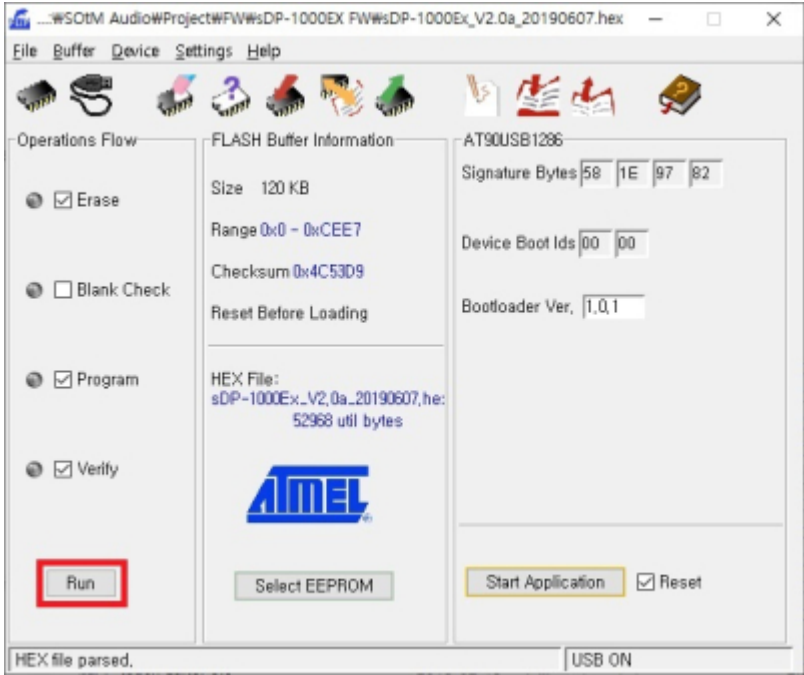 ...:₩SOtM Audio₩Project₩FW₩sDP-1000EX FW₩sDP-1000Ex_V2.0a_20190607.hex
File Buffer Device Settings Help
Operations Flow
Erase
Blank Check
Program
Verify
Run
FLASH Buffer Information
Size 120 KB
Range 0x0 - 0xCEE7
Checksum 0x4C53D9
Reset Before Loading
HEX File:
sDP-1000Ex_V2,0a_20190607,he:
52968 util bytes
ATMEL
Select EEPROM
AT90USB1286
Signature Bytes 58 1E 97 82
Device Boot Ids 00 00
Bootloader Ver, 1,0,1
Start Application Reset
HEX file parsed,
USB ON